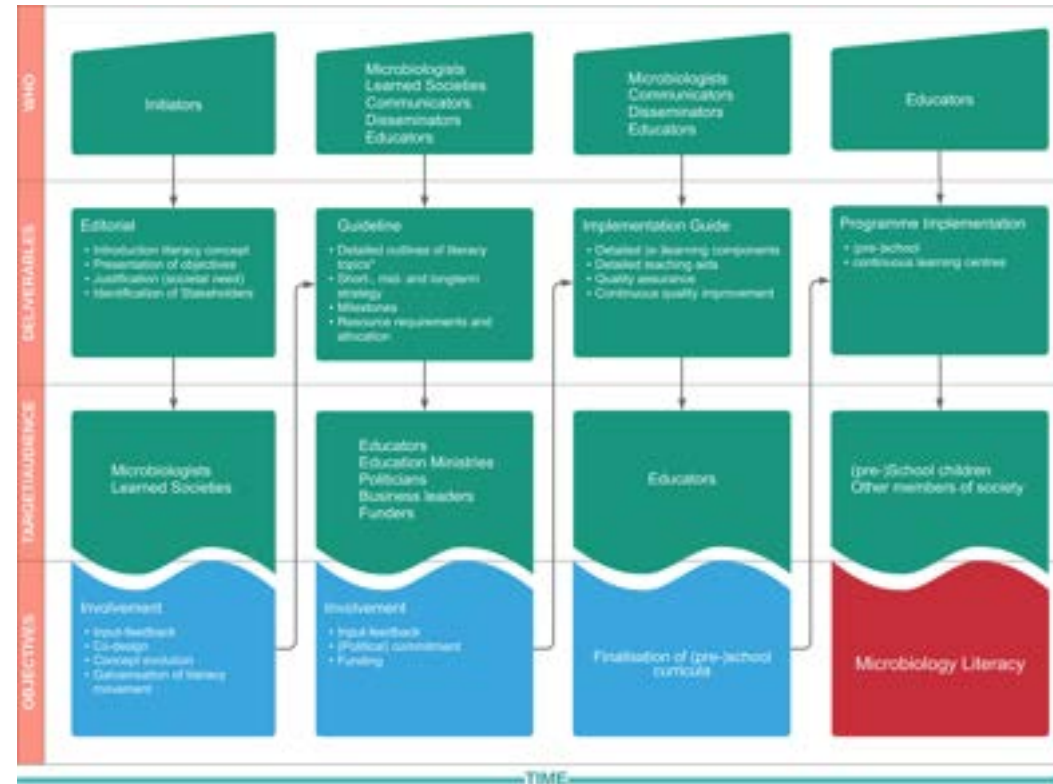 WHO
Initiators
Microbiologists
Learned Societies
Communicators
Disseminators
Educators
Microbiologists
Communicators
Disseminators
Educators
Educators
DELIVERABLES
Editorial
• Introduction literacy concept
• Presentation of objectives
• Justification (societal need)
• Identification of Stakeholders
Guideline
• Detailed outlines of literacy
topics*
• Short-, mid- and longterm
strategy
• Milestones
• Resource requirements and
allocation
Implementation Guide
• Detailed (e-)learning components
• Detailed teaching aids
• Quality assurance
• Continuous quality improvement
Programme Implementation
• (pre-)school
• continuous learning centres
TARGET/AUDIENCE
Microbiologists
Learned Societies
Educators
Education Ministries
Politicians
Business leaders
Funders
Educators
(pre-)School children
Other members of society
OBJECTIVES
Involvement
• Input-feedback
• Co-design
• Concept evolution
• Galvanisation of literacy
movement
Involvement
• Input-feedback
• (Political) commitment
• Funding
Finalisation of (pre-)school
curricula
Microbiology Literacy
TIME